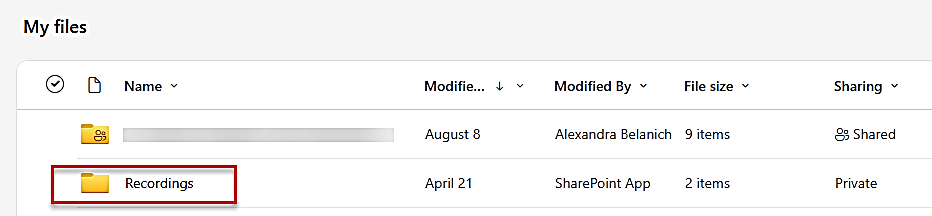 My files
Name Modifie... Modified By File size Sharing
August 8 Alexandra Belanich 9 items Shared
Recordings April 21 SharePoint App 2 items Private